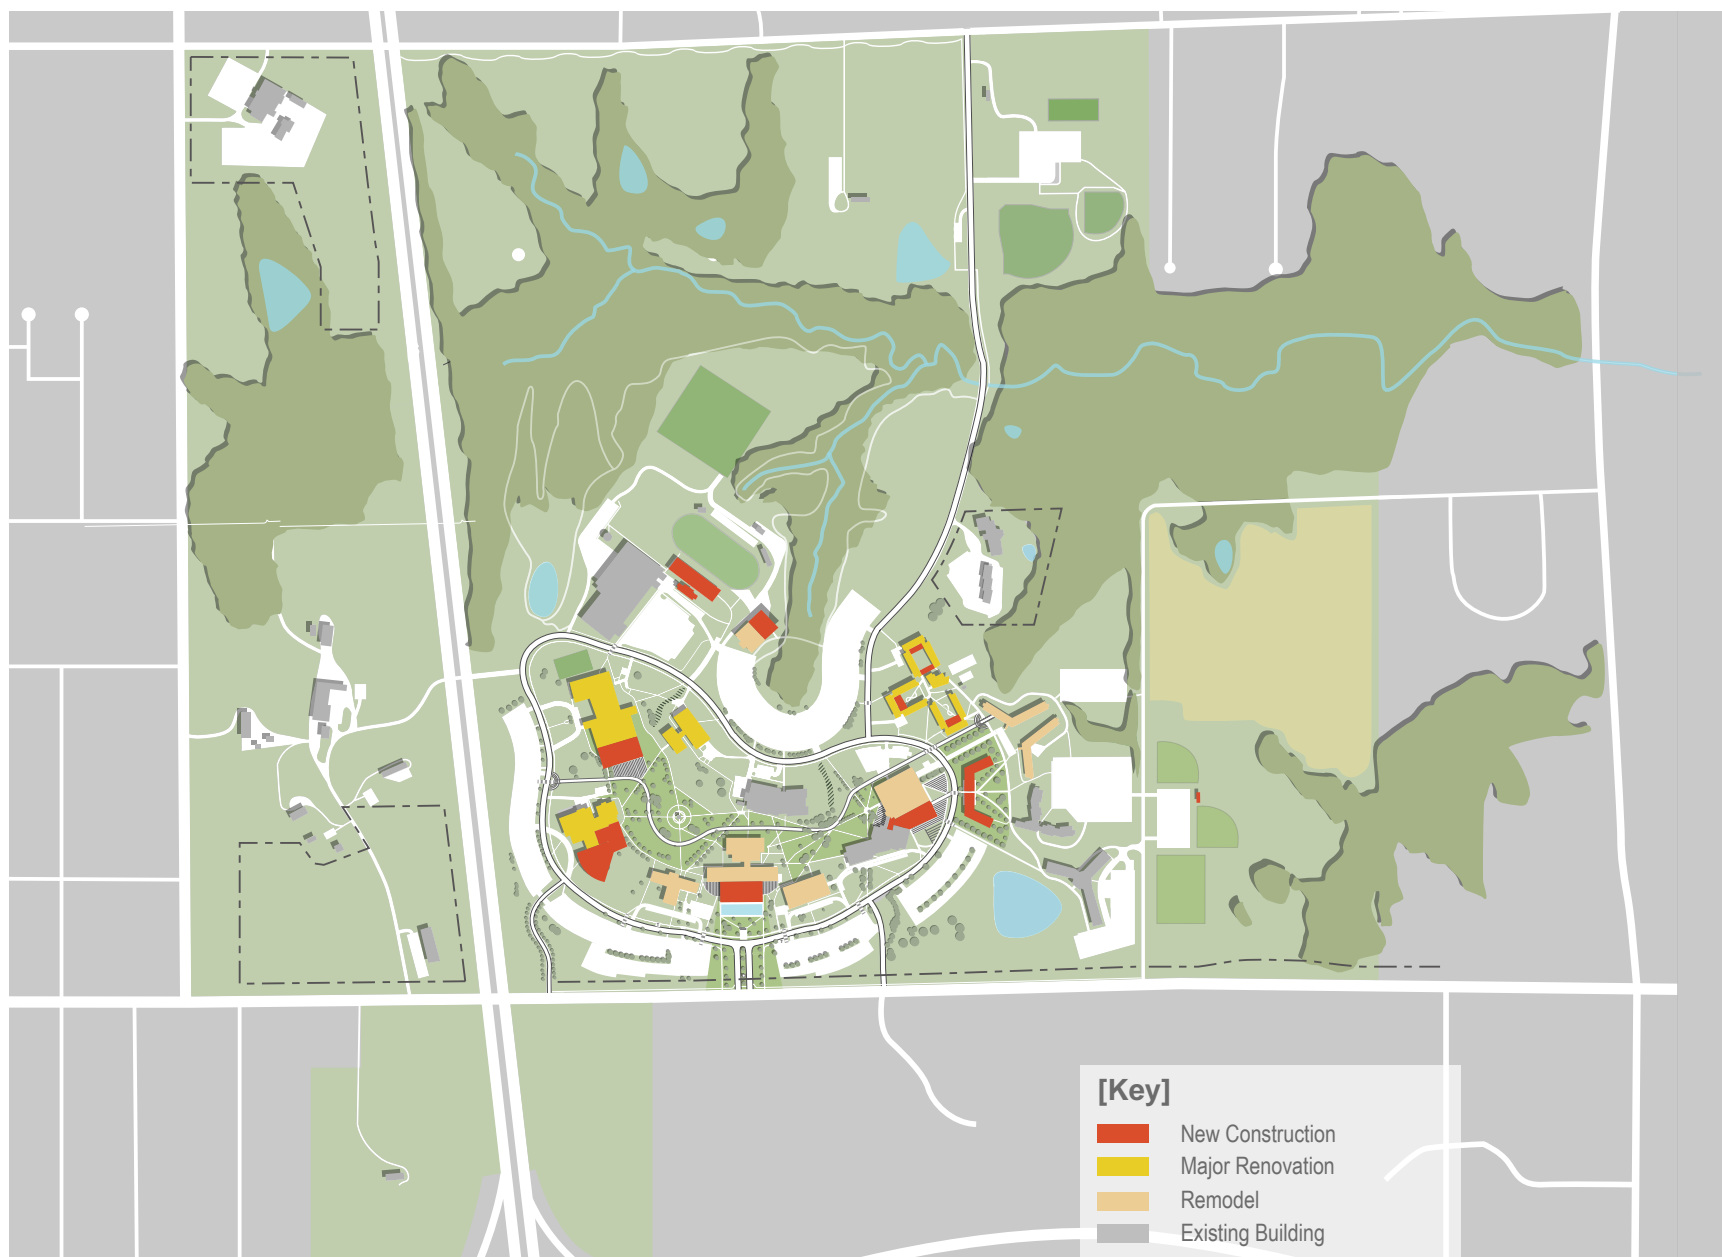 [Key]
New Construction
Major Renovation
Remodel
Existing Building